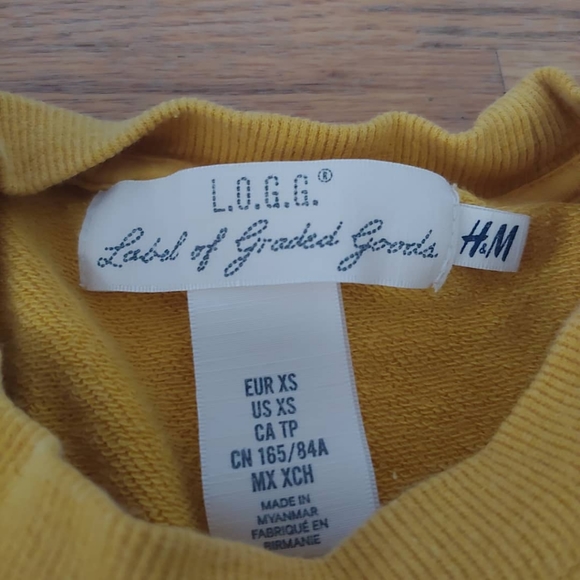 L.O.G.G.®
Label of Graded Goods
H&M
EUR XS
US XS
CA TP
CN 165/84A
MX XCH
MADE IN
MYANMAR
FABRIQUÉ EN
BIRMANIE